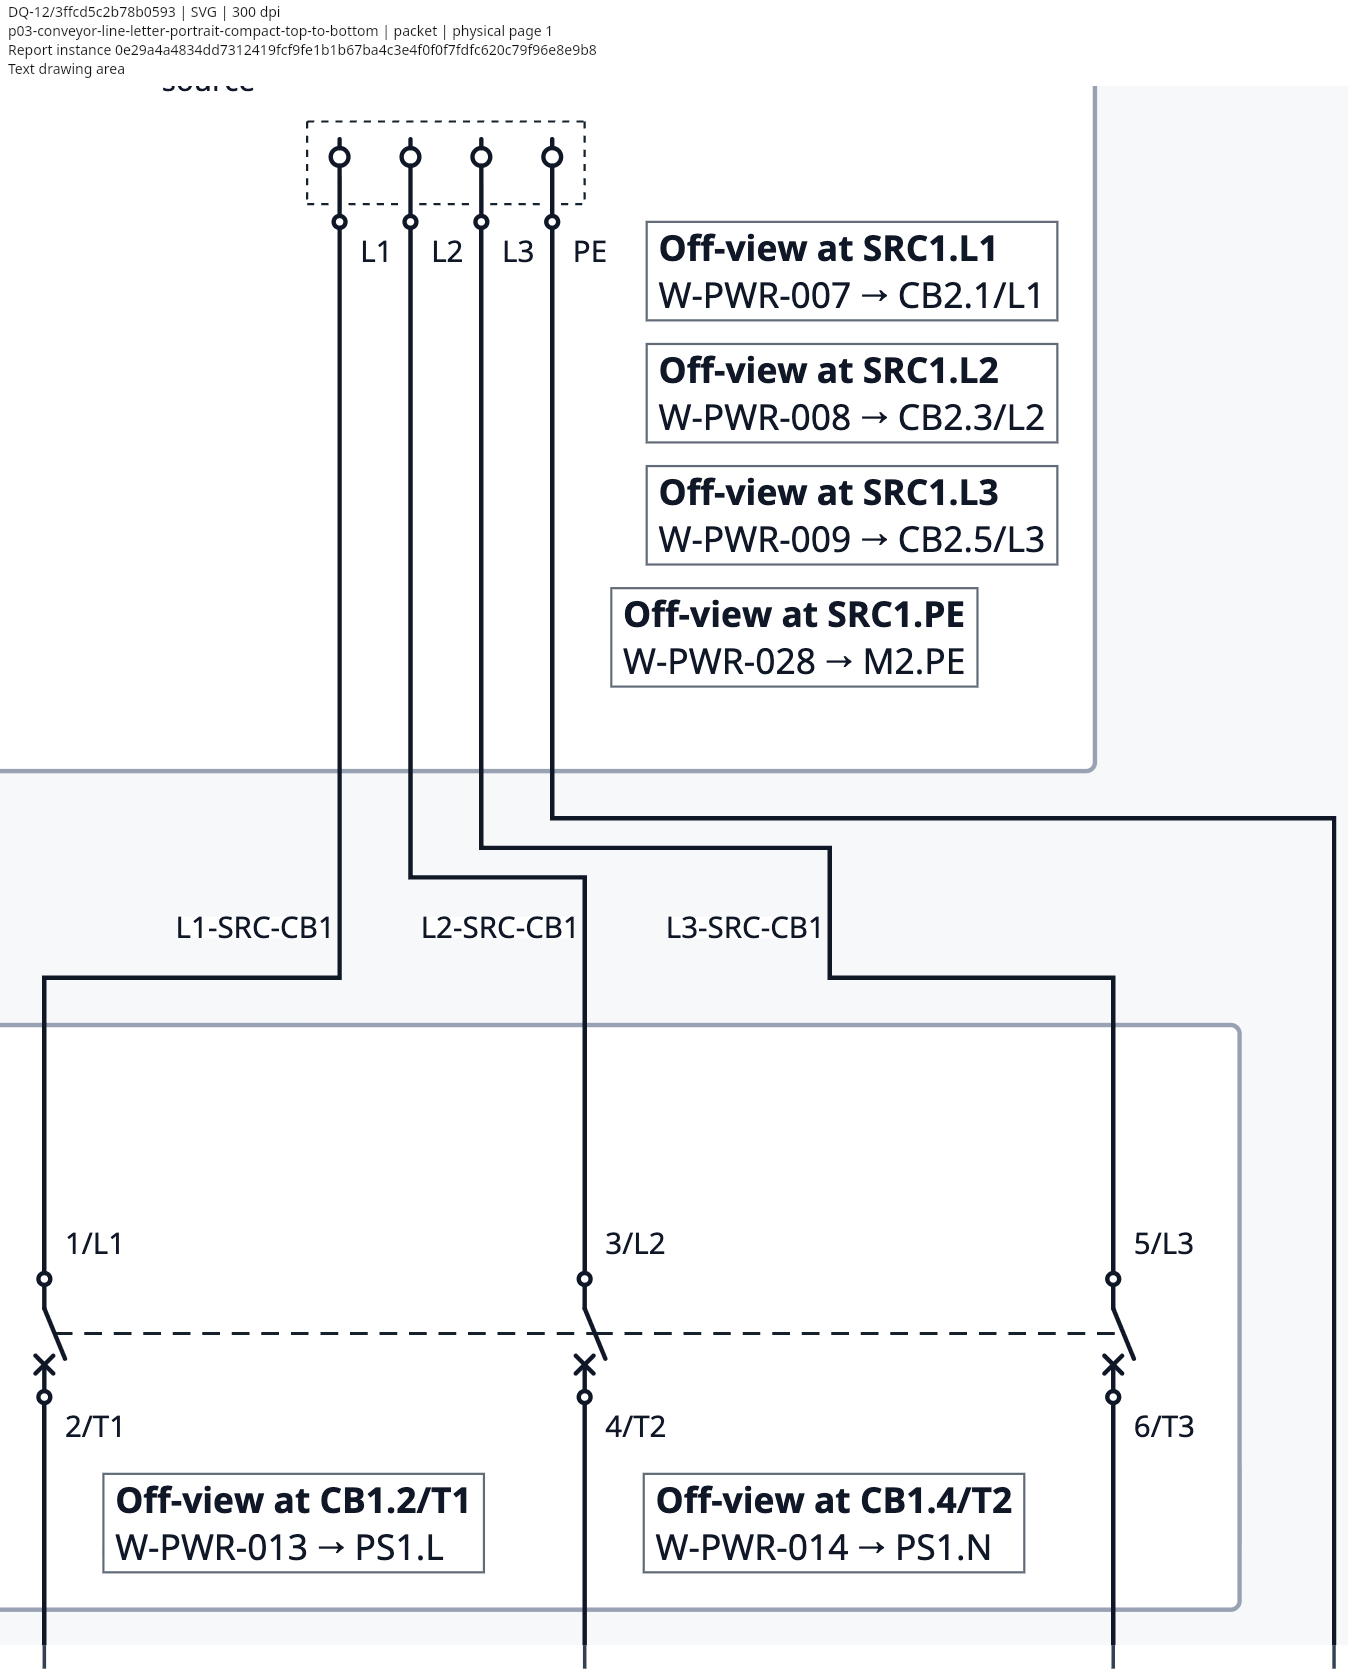 DQ-12/3ffcd5c2b78b0593 | SVG | 300 dpi
p03-conveyor-line-letter-portrait-compact-top-to-bottom | packet | physical page 1
Report instance 0e29a4a4834dd7312419fcf9fe1b1b67ba4c3e4f0f0f7fdfc620c79f96e8e9b8
Text drawing area
source
L1 L2 L3 PE
Off-view at SRC1.L1
W-PWR-007 → CB2.1/L1
Off-view at SRC1.L2
W-PWR-008 → CB2.3/L2
Off-view at SRC1.L3
W-PWR-009 → CB2.5/L3
Off-view at SRC1.PE
W-PWR-028 → M2.PE
L1-SRC-CB1 L2-SRC-CB1 L3-SRC-CB1
1/L1 3/L2 5/L3
2/T1 4/T2 6/T3
Off-view at CB1.2/T1
W-PWR-013 → PS1.L
Off-view at CB1.4/T2
W-PWR-014 → PS1.N